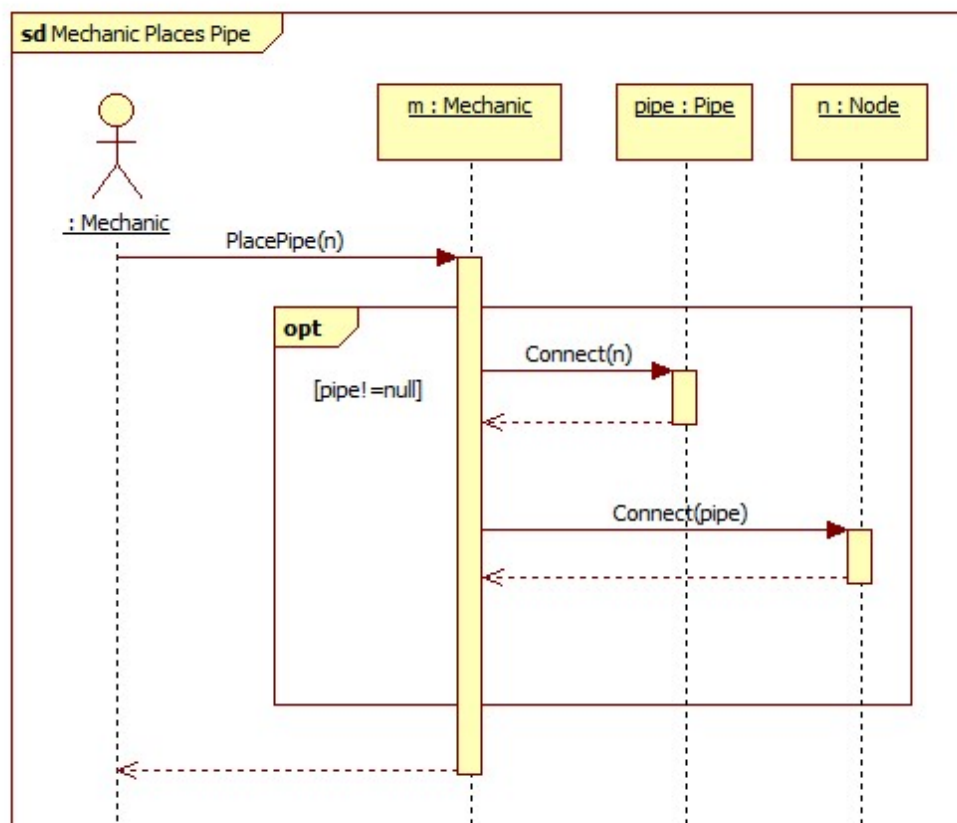 sd Mechanic Places Pipe
m : Mechanic
pipe : Pipe
n : Node
: Mechanic
PlacePipe(n)
opt
Connect(n)
[pipe!=null]
Connect(pipe)